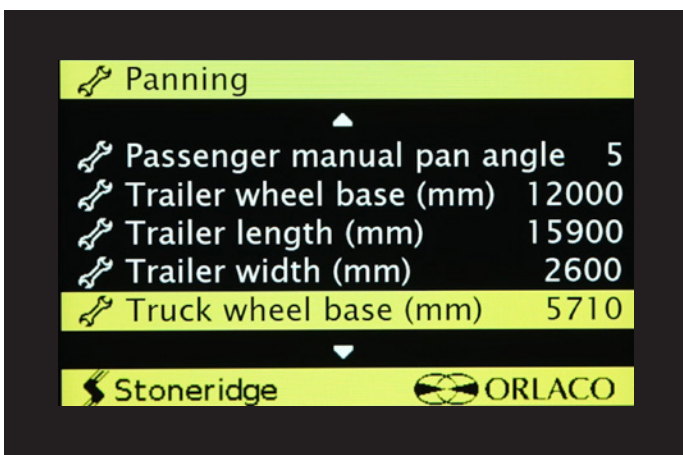 Panning
Passenger manual pan angle 5
Trailer wheel base (mm) 12000
Trailer length (mm) 15900
Trailer width (mm) 2600
Truck wheel base (mm) 5710
Stoneridge ORLACO